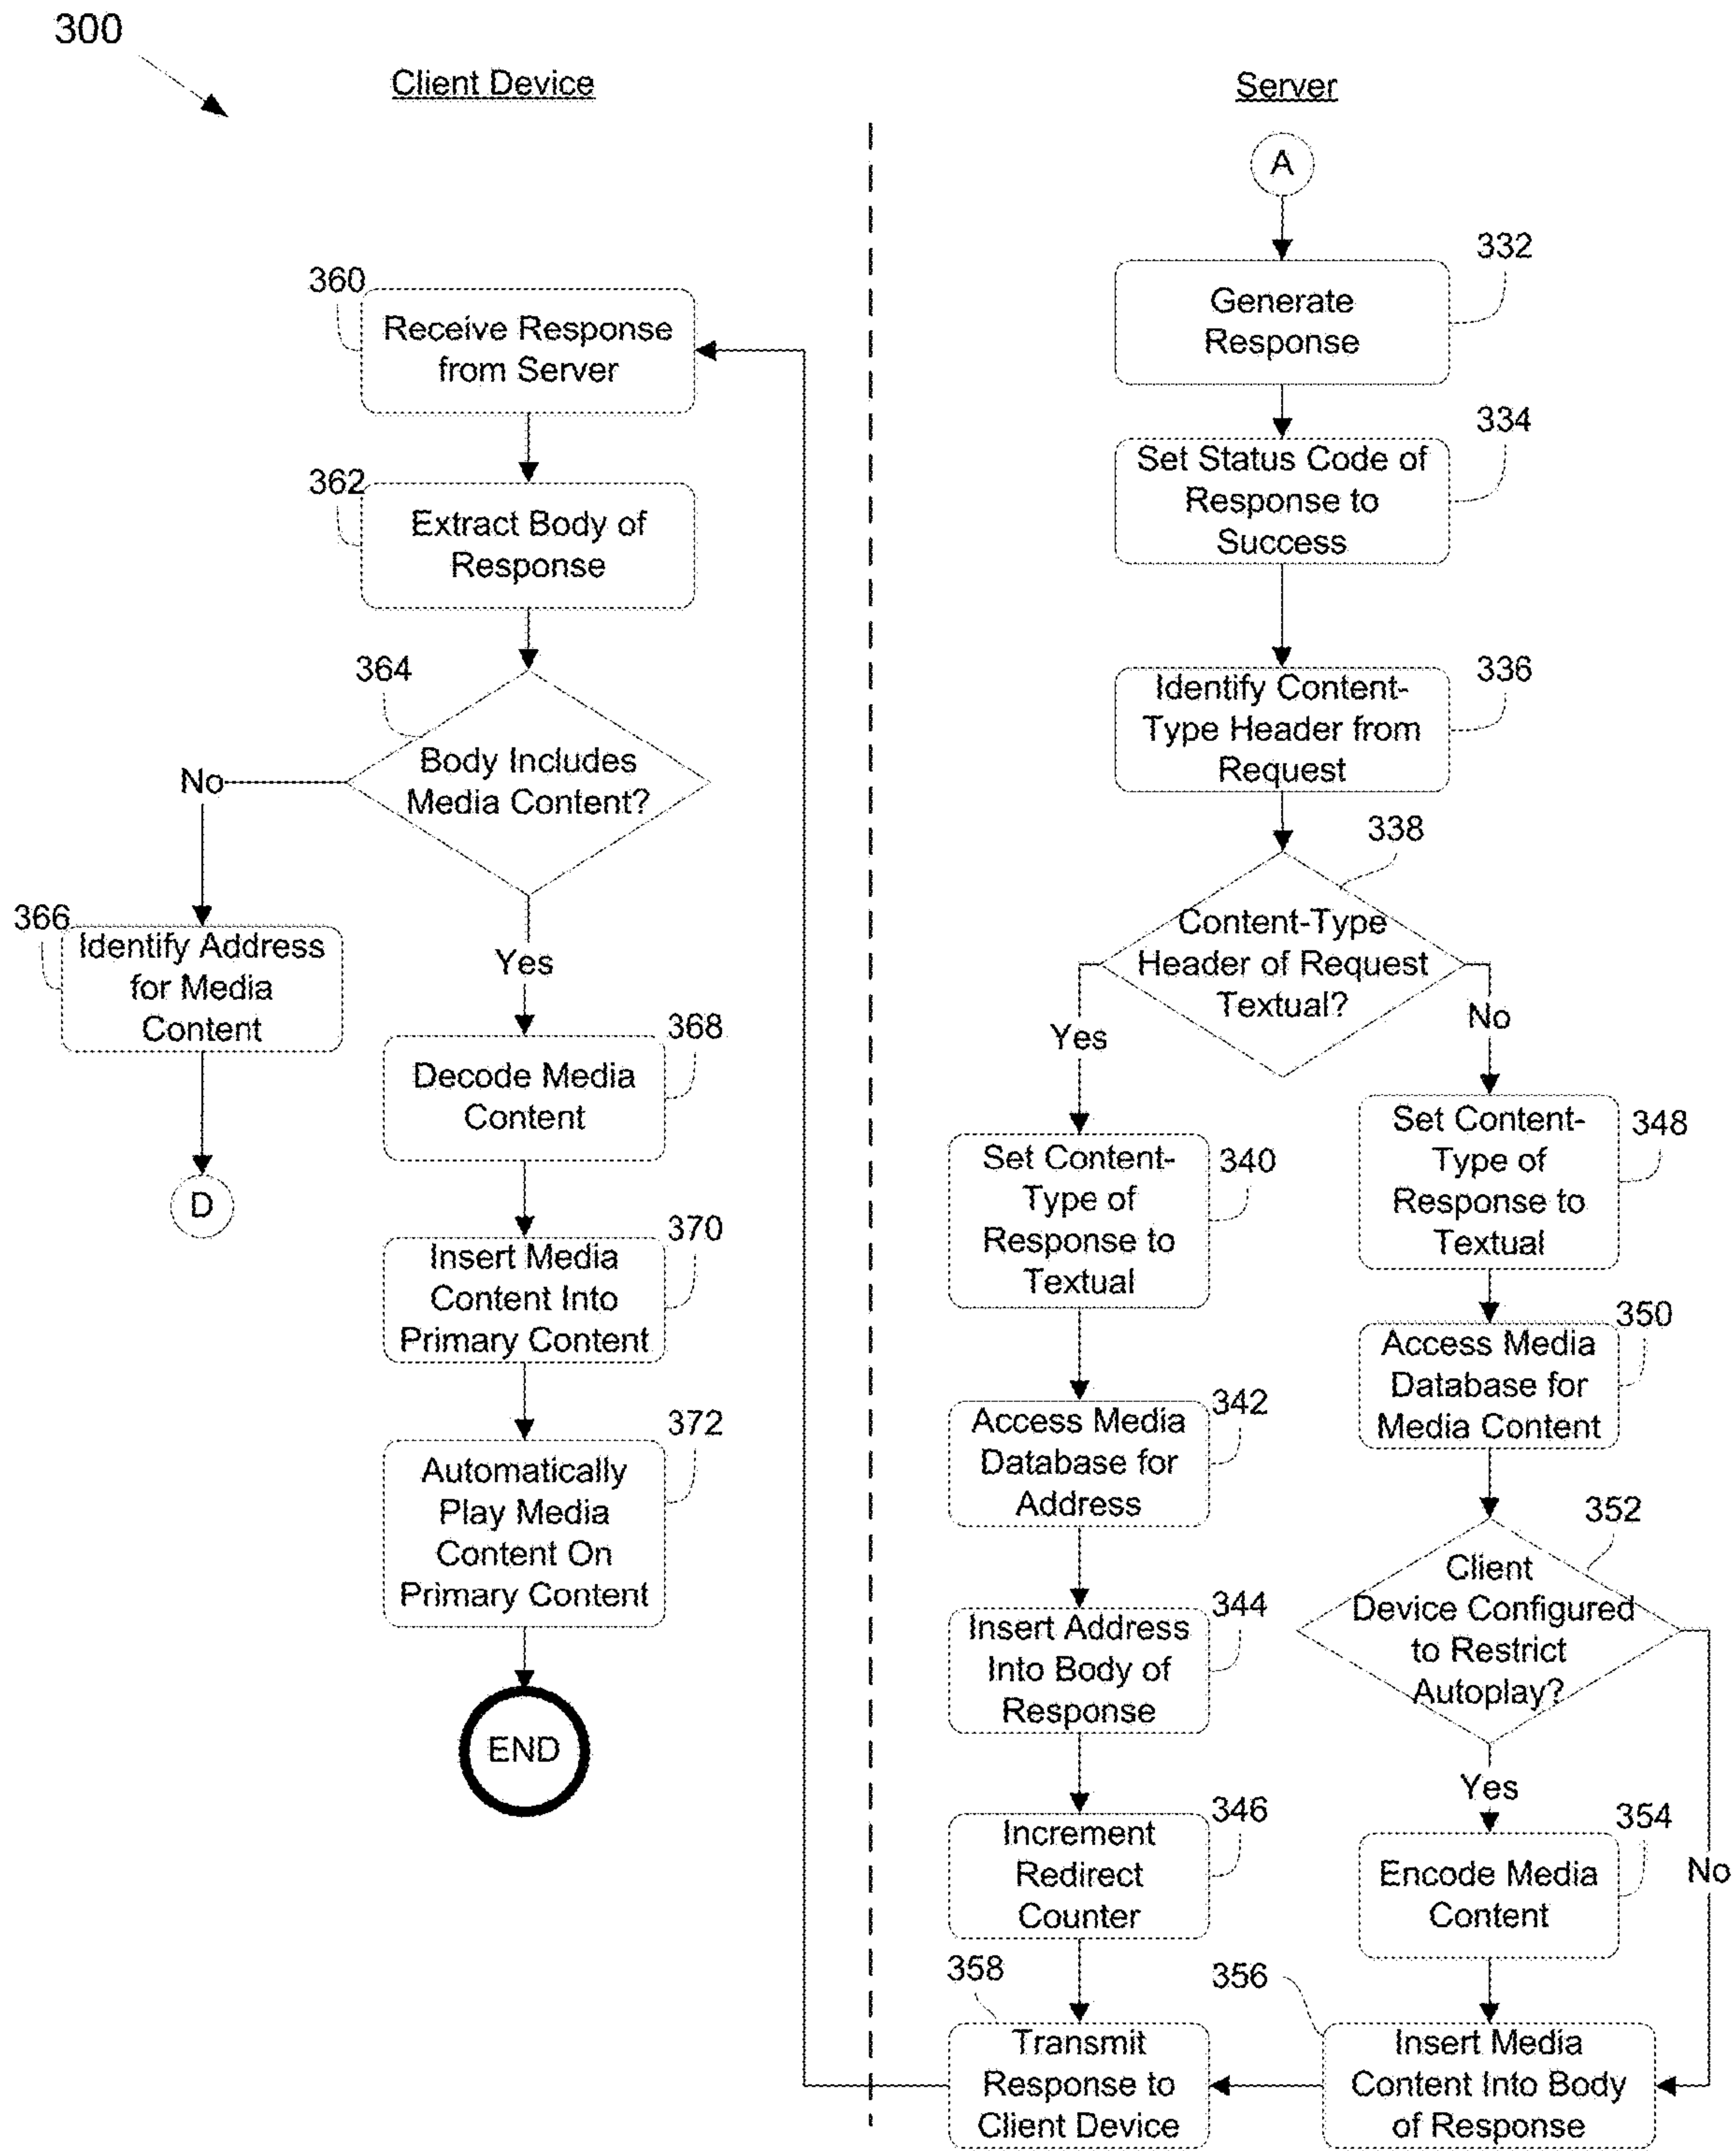 300
Client Device
Server
A
332
Generate
Response
334
Set Status Code of
Response to
Success
336
Identify Content-
Type Header from
Request
338
Content-Type
Header of Request
Textual?
Yes
No
340
Set Content-
Type of
Response to
Textual
342
Access Media
Database for
Address
344
Insert Address
Into Body of
Response
346
Increment
Redirect
Counter
348
Set Content-
Type of
Response to
Textual
350
Access Media
Database for
Media Content
352
Client
Device Configured
to Restrict
Autoplay?
Yes
No
354
Encode Media
Content
356
Insert Media
Content Into Body
of Response
358
Transmit
Response to
Client Device
360
Receive Response
from Server
362
Extract Body of
Response
364
Body Includes
Media Content?
No
Yes
366
Identify Address
for Media
Content
D
368
Decode Media
Content
370
Insert Media
Content Into
Primary Content
372
Automatically
Play Media
Content On
Primary Content
END